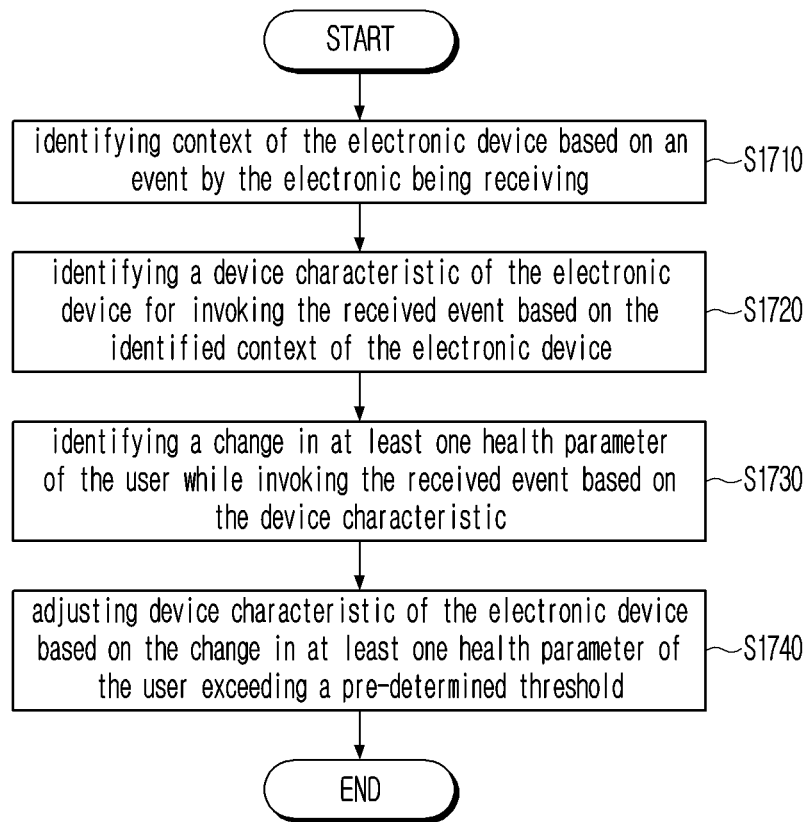 START
identifying context of the electronic device based on an
event by the electronic being receiving
S1710
identifying a device characteristic of the electronic
device for invoking the received event based on the
identified context of the electronic device
S1720
identifying a change in at least one health parameter
of the user while invoking the received event based on
the device characteristic
S1730
adjusting device characteristic of the electronic device
based on the change in at least one health parameter of
the user exceeding a pre-determined threshold
S1740
END